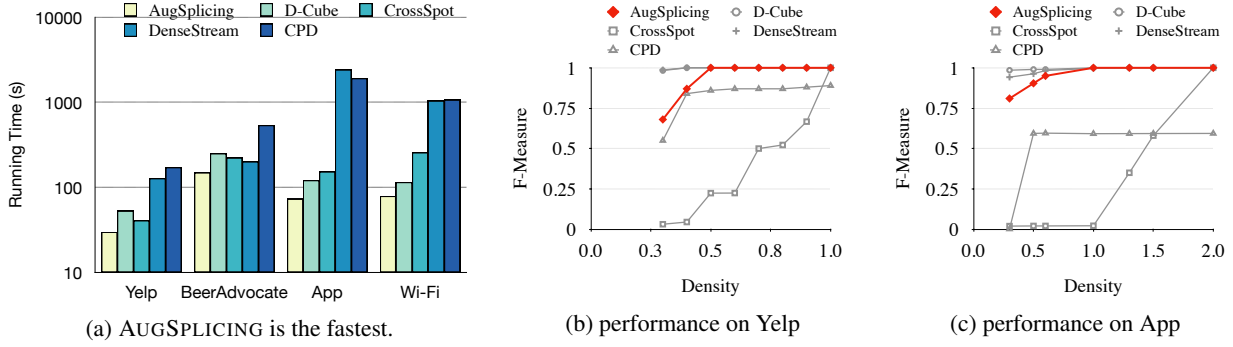 AugSplicing D-Cube CrossSpot
DenseStream CPD
10000
1000
100
10
Running Time (s)
Yelp BeerAdvocate App Wi-Fi
(a) AUGSPLICING is the fastest.
AugSplicing D-Cube
CrossSpot DenseStream
CPD
1
0.75
0.5
0.25
0
F-Measure
0.0 0.3 0.5 0.8 1.0
Density
(b) performance on Yelp
AugSplicing D-Cube
CrossSpot DenseStream
CPD
1
0.75
0.5
0.25
0
F-Measure
0.0 0.5 1.0 1.5 2.0
Density
(c) performance on App